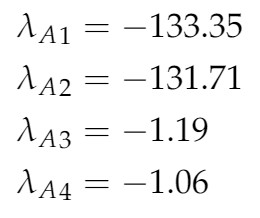 λ_{A1} = −133.35
λ_{A2} = −131.71
λ_{A3} = −1.19
λ_{A4} = −1.06